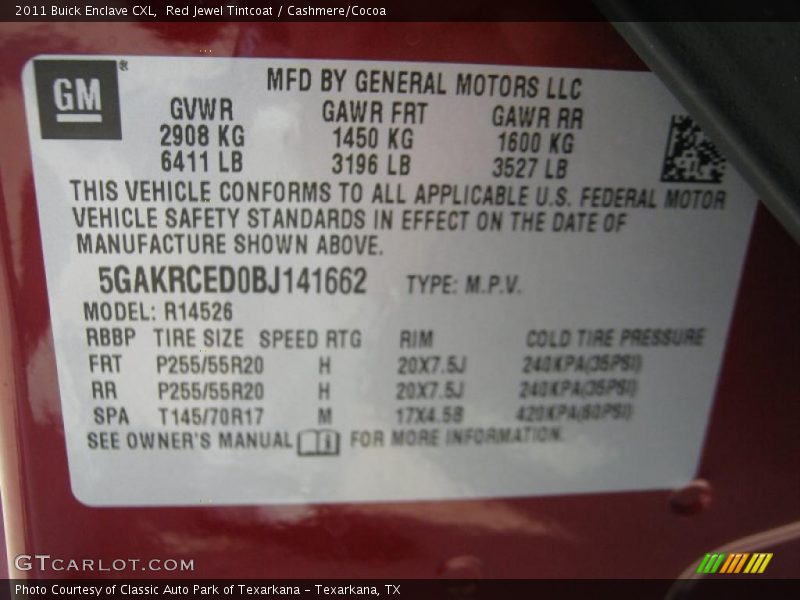 2011 Buick Enclave CXL, Red Jewel Tintcoat / Cashmere/Cocoa
GM
MFD BY GENERAL MOTORS LLC
GVWR GAWR FRT GAWR RR
2908 KG 1450 KG 1600 KG
6411 LB 3196 LB 3527 LB
THIS VEHICLE CONFORMS TO ALL APPLICABLE U.S. FEDERAL MOTOR
VEHICLE SAFETY STANDARDS IN EFFECT ON THE DATE OF
MANUFACTURE SHOWN ABOVE.
5GAKRCED0BJ141662 TYPE: M.P.V.
MODEL: R14526
RBBP TIRE SIZE SPEED RTG RIM COLD TIRE PRESSURE
FRT P255/55R20 H 20X7.5J 240KPA(35PSI)
RR P255/55R20 H 20X7.5J 240KPA(35PSI)
SPA T145/70R17 M 17X4.5B 420KPA(60PSI)
SEE OWNER'S MANUAL FOR MORE INFORMATION.
GTCARLOT.COM
Photo Courtesy of Classic Auto Park of Texarkana - Texarkana, TX